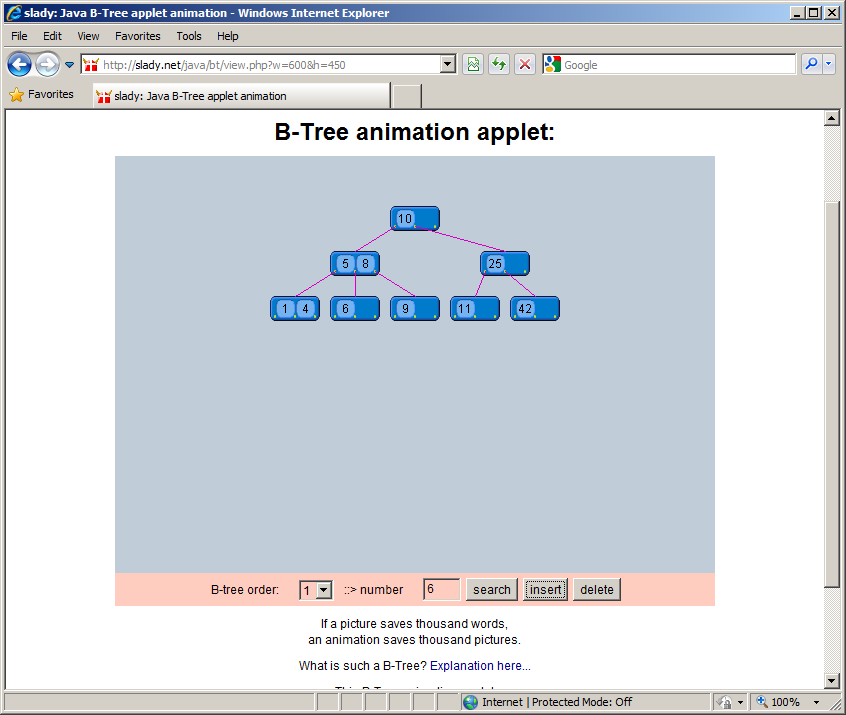 slady: Java B-Tree applet animation - Windows Internet Explorer
File Edit View Favorites Tools Help
http://slady.net/java/bt/view.php?w=600&h=450
Google
Favorites
slady: Java B-Tree applet animation
B-Tree animation applet:
10
5 8
25
1 4
6
9
11
42
B-tree order: 1 ::> number 6 search insert delete
If a picture saves thousand words,
an animation saves thousand pictures.
What is such a B-Tree? Explanation here...
Internet | Protected Mode: Off
100%